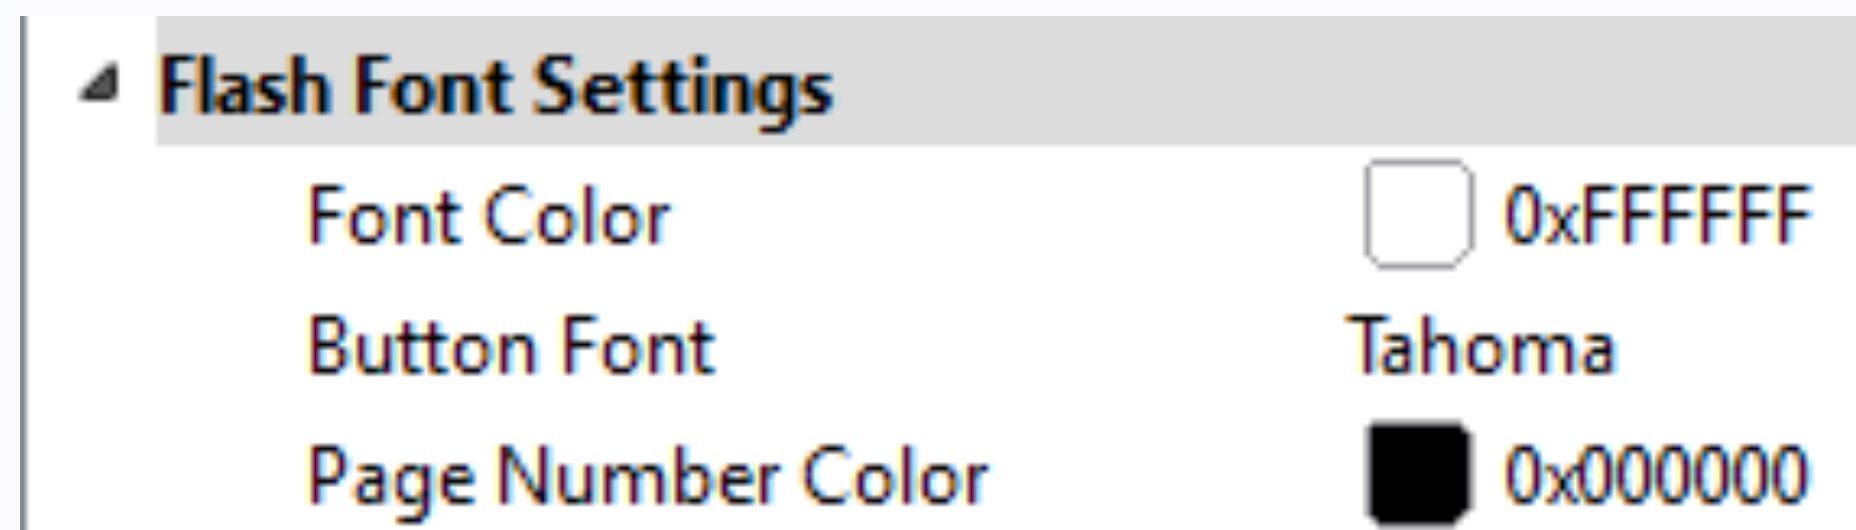 Flash Font Settings
Font Color 0xFFFFFF
Button Font Tahoma
Page Number Color 0x000000